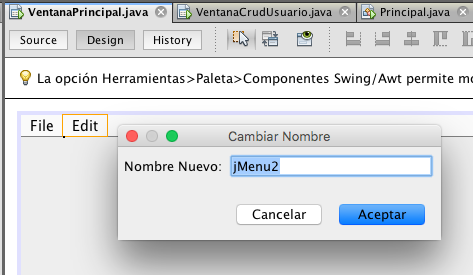 VentanaPrincipal.java VentanaCrudUsuario.java Principal.java
Source Design History
La opción Herramientas>Paleta>Componentes Swing/Awt permite
File Edit
Cambiar Nombre
Nombre Nuevo: jMenu2
Cancelar Aceptar